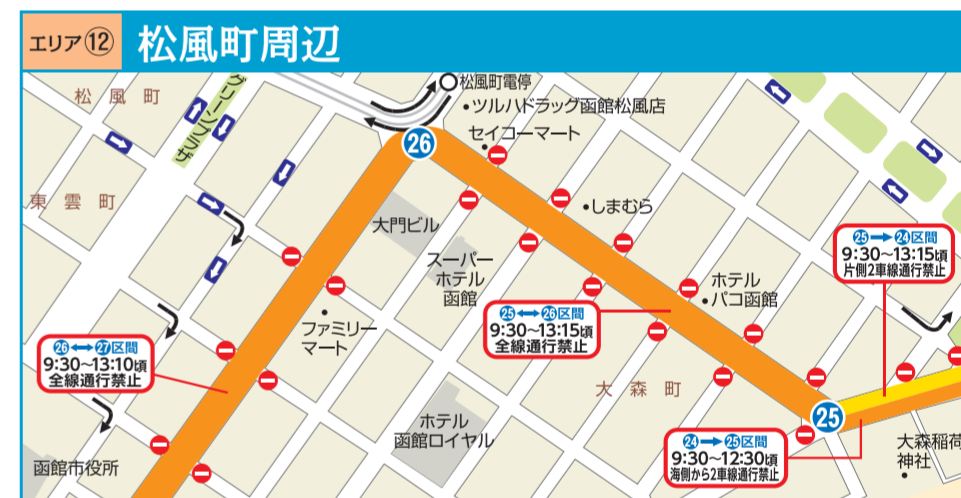 エリア⑫ 松風町周辺
松風町電停
ツルハドラッグ函館松風店
セイコーマート
松風町
グリーンプラザ
26
東雲町
しまむら
大門ビル
スーパー
ホテル
函館
25→24区間
9:30～13:15頃
片側2車線通行禁止
ホテル
パコ函館
25↔26区間
9:30～13:15頃
全線通行禁止
ファミリー
マート
26↔27区間
9:30～13:10頃
全線通行禁止
大森町
25
ホテル
函館ロイヤル
24→25区間
9:30～12:30頃
海側から2車線通行禁止
大森稲荷
神社
函館市役所